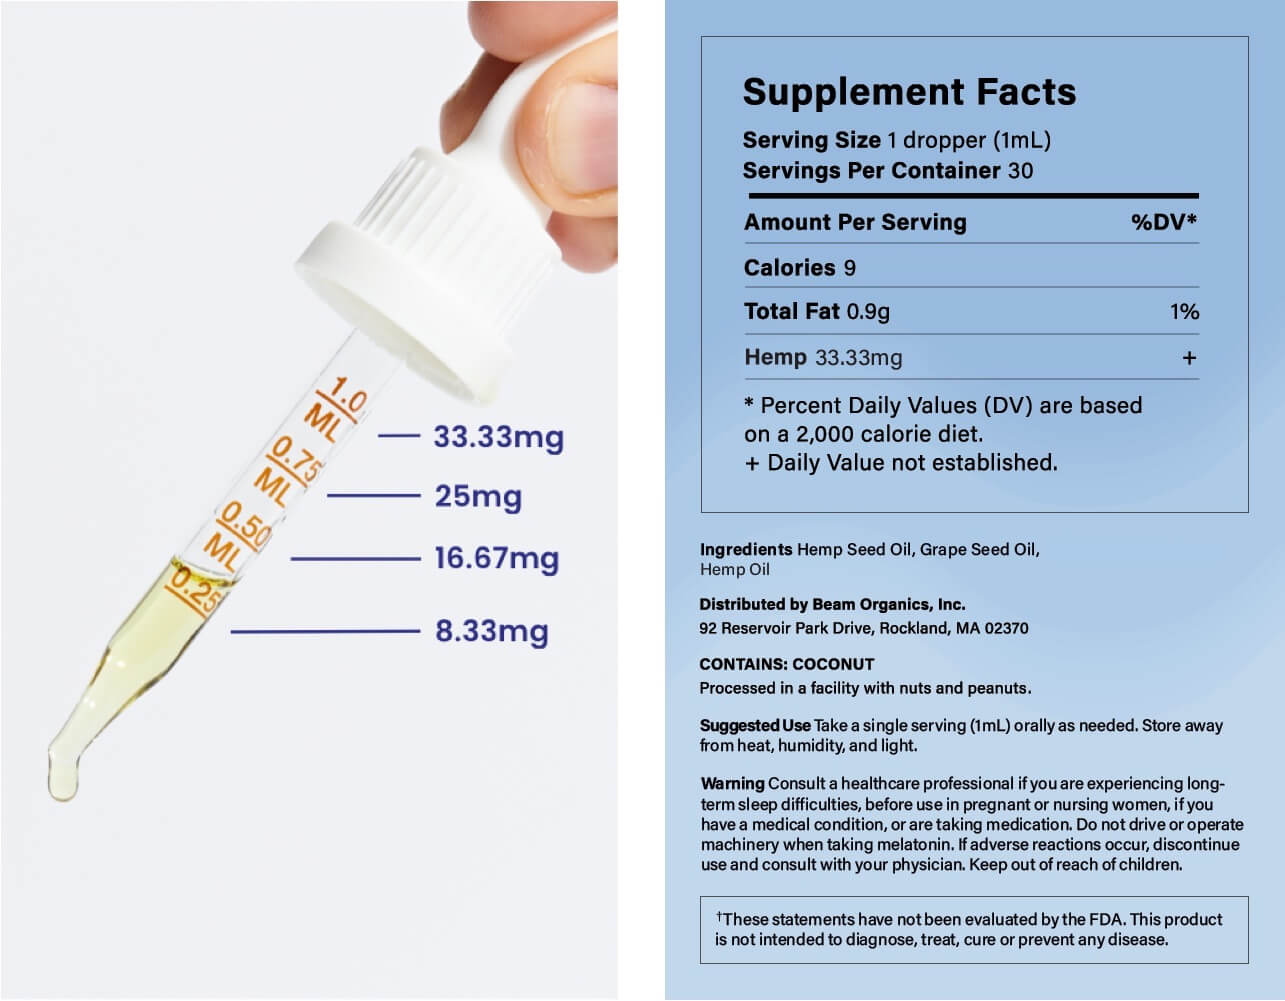 1.0
ML
0.75
ML
0.50
ML
0.25
33.33mg
25mg
16.67mg
8.33mg
Supplement Facts
Serving Size 1 dropper (1mL)
Servings Per Container 30
Amount Per Serving %DV*
Calories 9
Total Fat 0.9g 1%
Hemp 33.33mg +
* Percent Daily Values (DV) are based
on a 2,000 calorie diet.
+ Daily Value not established.
Ingredients Hemp Seed Oil, Grape Seed Oil,
Hemp Oil
Distributed by Beam Organics, Inc.
92 Reservoir Park Drive, Rockland, MA 02370
CONTAINS: COCONUT
Processed in a facility with nuts and peanuts.
Suggested Use Take a single serving (1mL) orally as needed. Store away
from heat, humidity, and light.
Warning Consult a healthcare professional if you are experiencing long-
term sleep difficulties, before use in pregnant or nursing women, if you
have a medical condition, or are taking medication. Do not drive or operate
machinery when taking melatonin. If adverse reactions occur, discontinue
use and consult with your physician. Keep out of reach of children.
†These statements have not been evaluated by the FDA. This product
is not intended to diagnose, treat, cure or prevent any disease.